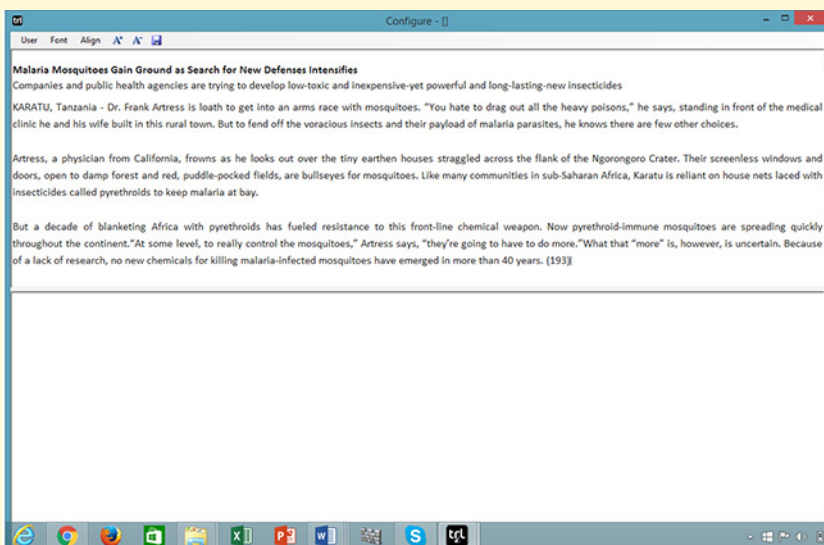 trl
Configure - []
User Font Align A+ A-
Malaria Mosquitoes Gain Ground as Search for New Defenses Intensifies
Companies and public health agencies are trying to develop low-toxic and inexpensive-yet powerful and long-lasting-new insecticides
KARATU, Tanzania - Dr. Frank Artress is loath to get into an arms race with mosquitoes. “You hate to drag out all the heavy poisons,” he says, standing in front of the medical
clinic he and his wife built in this rural town. But to fend off the voracious insects and their payload of malaria parasites, he knows there are few other choices.
Artress, a physician from California, frowns as he looks out over the tiny earthen houses straggled across the flank of the Ngorongoro Crater. Their screenless windows and
doors, open to damp forest and red, puddle-pocked fields, are bullseyes for mosquitoes. Like many communities in sub-Saharan Africa, Karatu is reliant on house nets laced with
insecticides called pyrethroids to keep malaria at bay.
But a decade of blanketing Africa with pyrethroids has fueled resistance to this front-line chemical weapon. Now pyrethroid-immune mosquitoes are spreading quickly
throughout the continent.“At some level, to really control the mosquitoes,” Artress says, “they’re going to have to do more.”What that “more” is, however, is uncertain. Because
of a lack of research, no new chemicals for killing malaria-infected mosquitoes have emerged in more than 40 years. (193)
trl